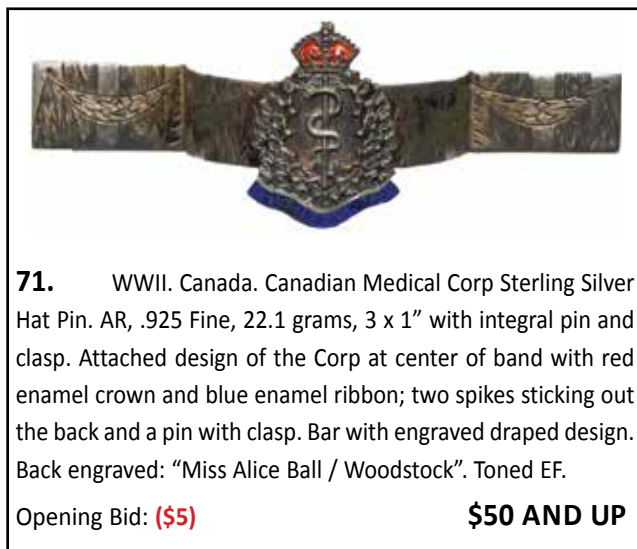 71. WWII. Canada. Canadian Medical Corp Sterling Silver
Hat Pin. AR, .925 Fine, 22.1 grams, 3 x 1” with integral pin and
clasp. Attached design of the Corp at center of band with red
enamel crown and blue enamel ribbon; two spikes sticking out
the back and a pin with clasp. Bar with engraved draped design.
Back engraved: “Miss Alice Ball / Woodstock”. Toned EF.
Opening Bid: ($5) $50 AND UP